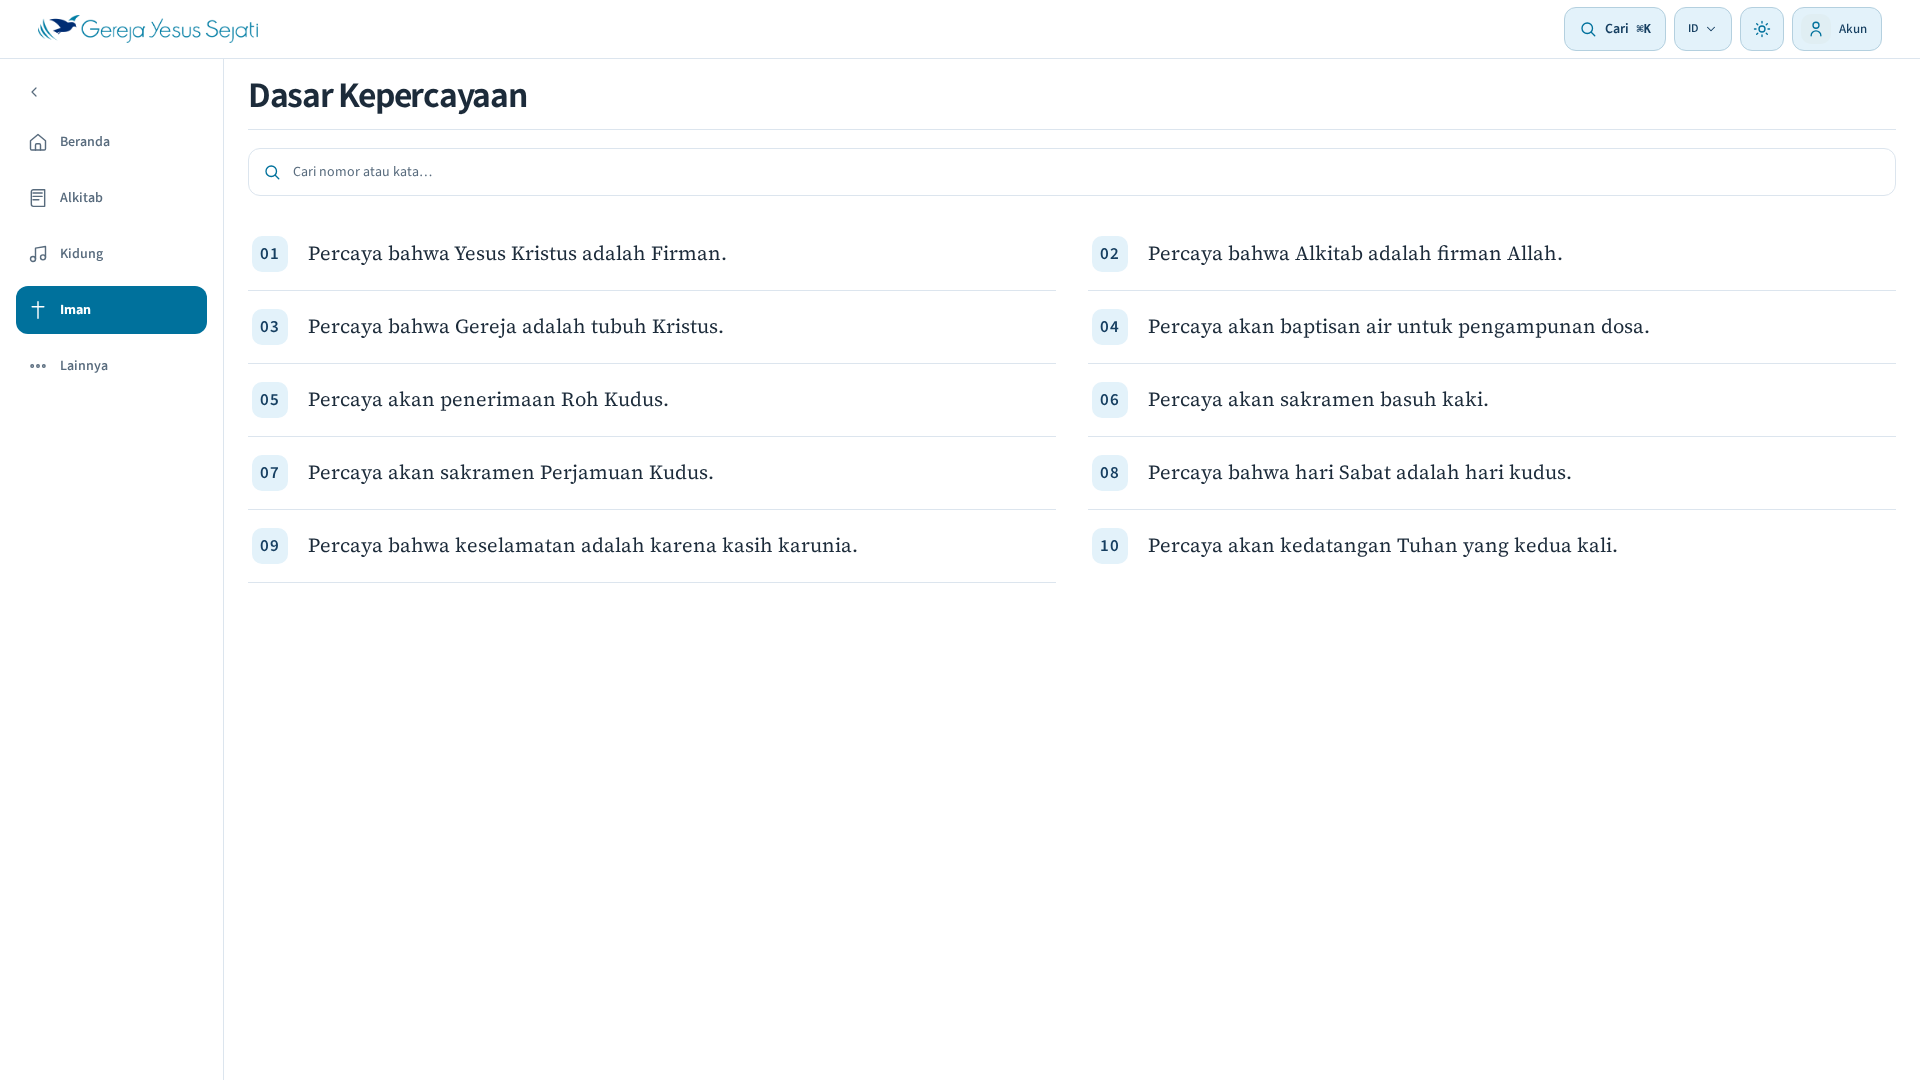 Gereja Yesus Sejati
Cari ⌘K
ID
Akun
Beranda
Alkitab
Kidung
Iman
Lainnya
Dasar Kepercayaan
Cari nomor atau kata…
01 Percaya bahwa Yesus Kristus adalah Firman.
02 Percaya bahwa Alkitab adalah firman Allah.
03 Percaya bahwa Gereja adalah tubuh Kristus.
04 Percaya akan baptisan air untuk pengampunan dosa.
05 Percaya akan penerimaan Roh Kudus.
06 Percaya akan sakramen basuh kaki.
07 Percaya akan sakramen Perjamuan Kudus.
08 Percaya bahwa hari Sabat adalah hari kudus.
09 Percaya bahwa keselamatan adalah karena kasih karunia.
10 Percaya akan kedatangan Tuhan yang kedua kali.